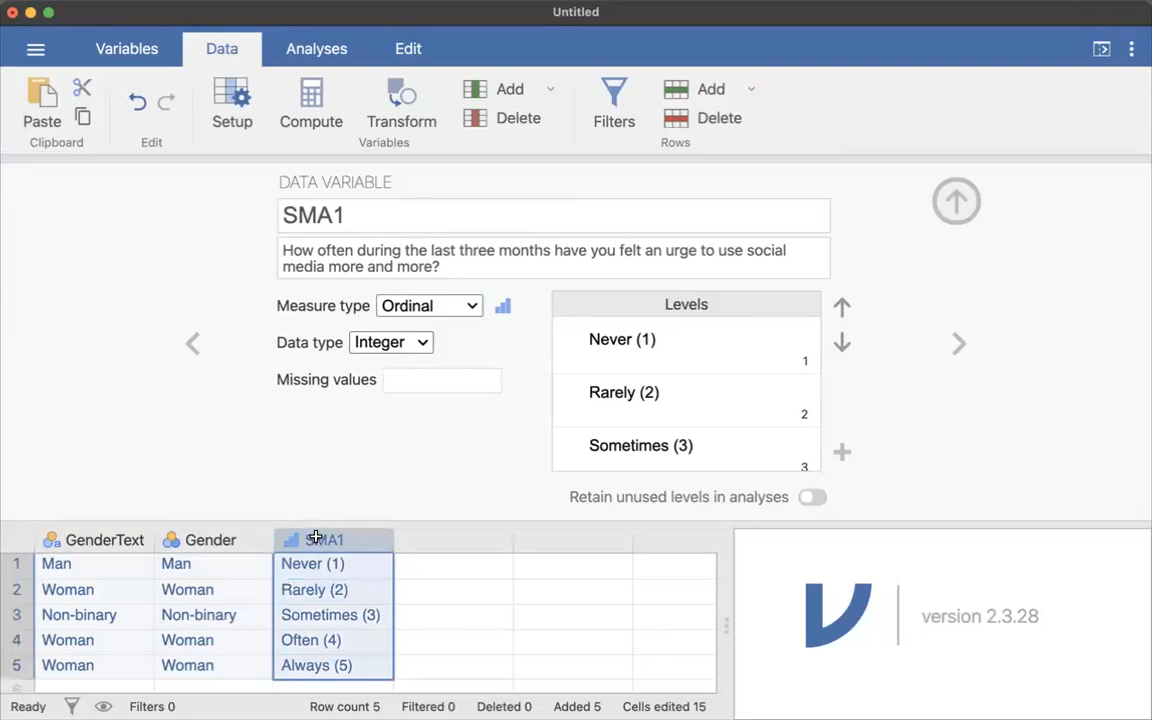 Untitled
Variables Data Analyses Edit
Paste Setup Compute Transform Add Delete Filters Add Delete
Clipboard Edit Variables Rows
DATA VARIABLE
SMA1
How often during the last three months have you felt an urge to use social
media more and more?
Measure type Ordinal
Data type Integer
Missing values
Levels
Never (1)
1
Rarely (2)
2
Sometimes (3)
3
Retain unused levels in analyses
GenderText Gender SMA1
1 Man Man Never (1)
2 Woman Woman Rarely (2)
3 Non-binary Non-binary Sometimes (3)
4 Woman Woman Often (4)
5 Woman Woman Always (5)
6
version 2.3.28
Ready Filters 0 Row count 5 Filtered 0 Deleted 0 Added 5 Cells edited 15